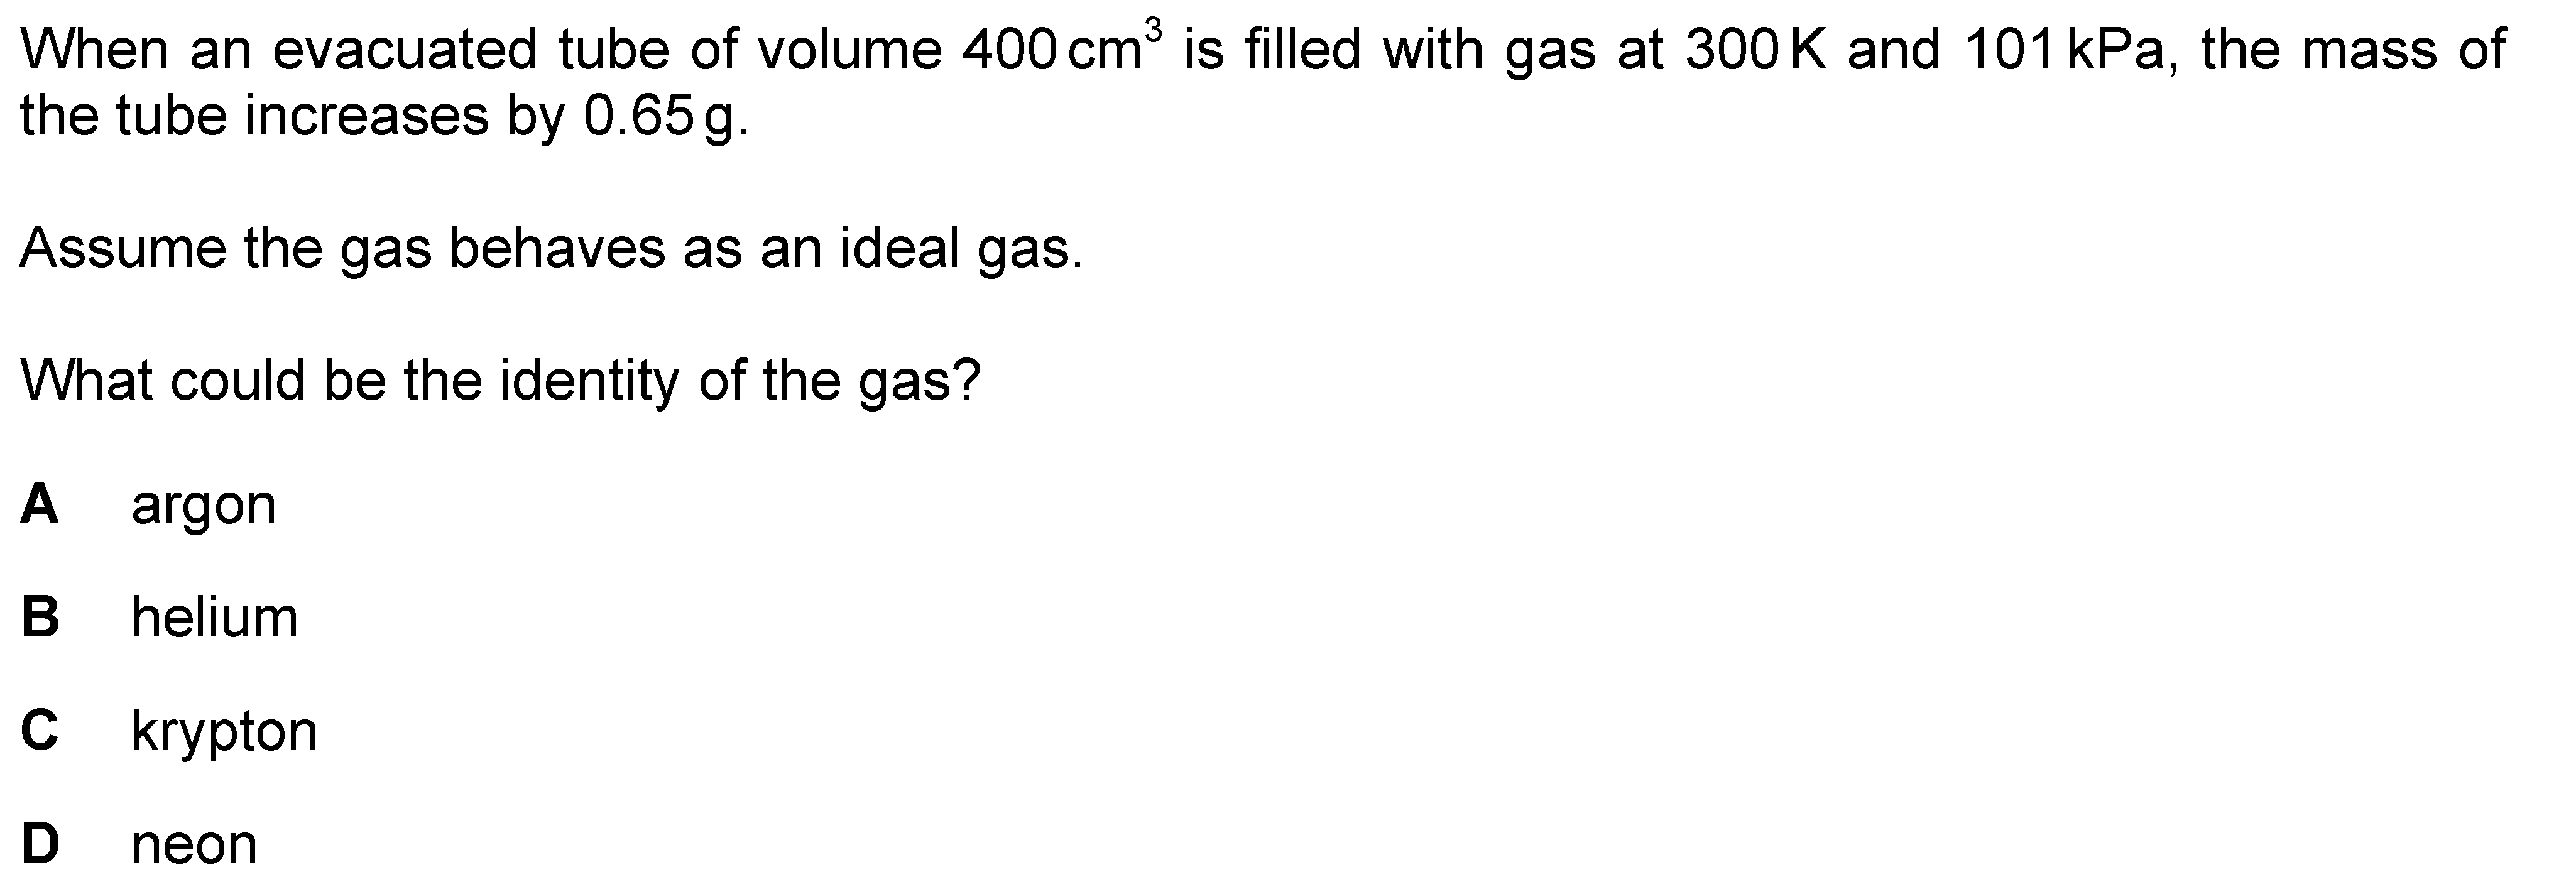 When an evacuated tube of volume 400 cm³ is filled with gas at 300 K and 101 kPa, the mass of
the tube increases by 0.65 g.
Assume the gas behaves as an ideal gas.
What could be the identity of the gas?
A argon
B helium
C krypton
D neon